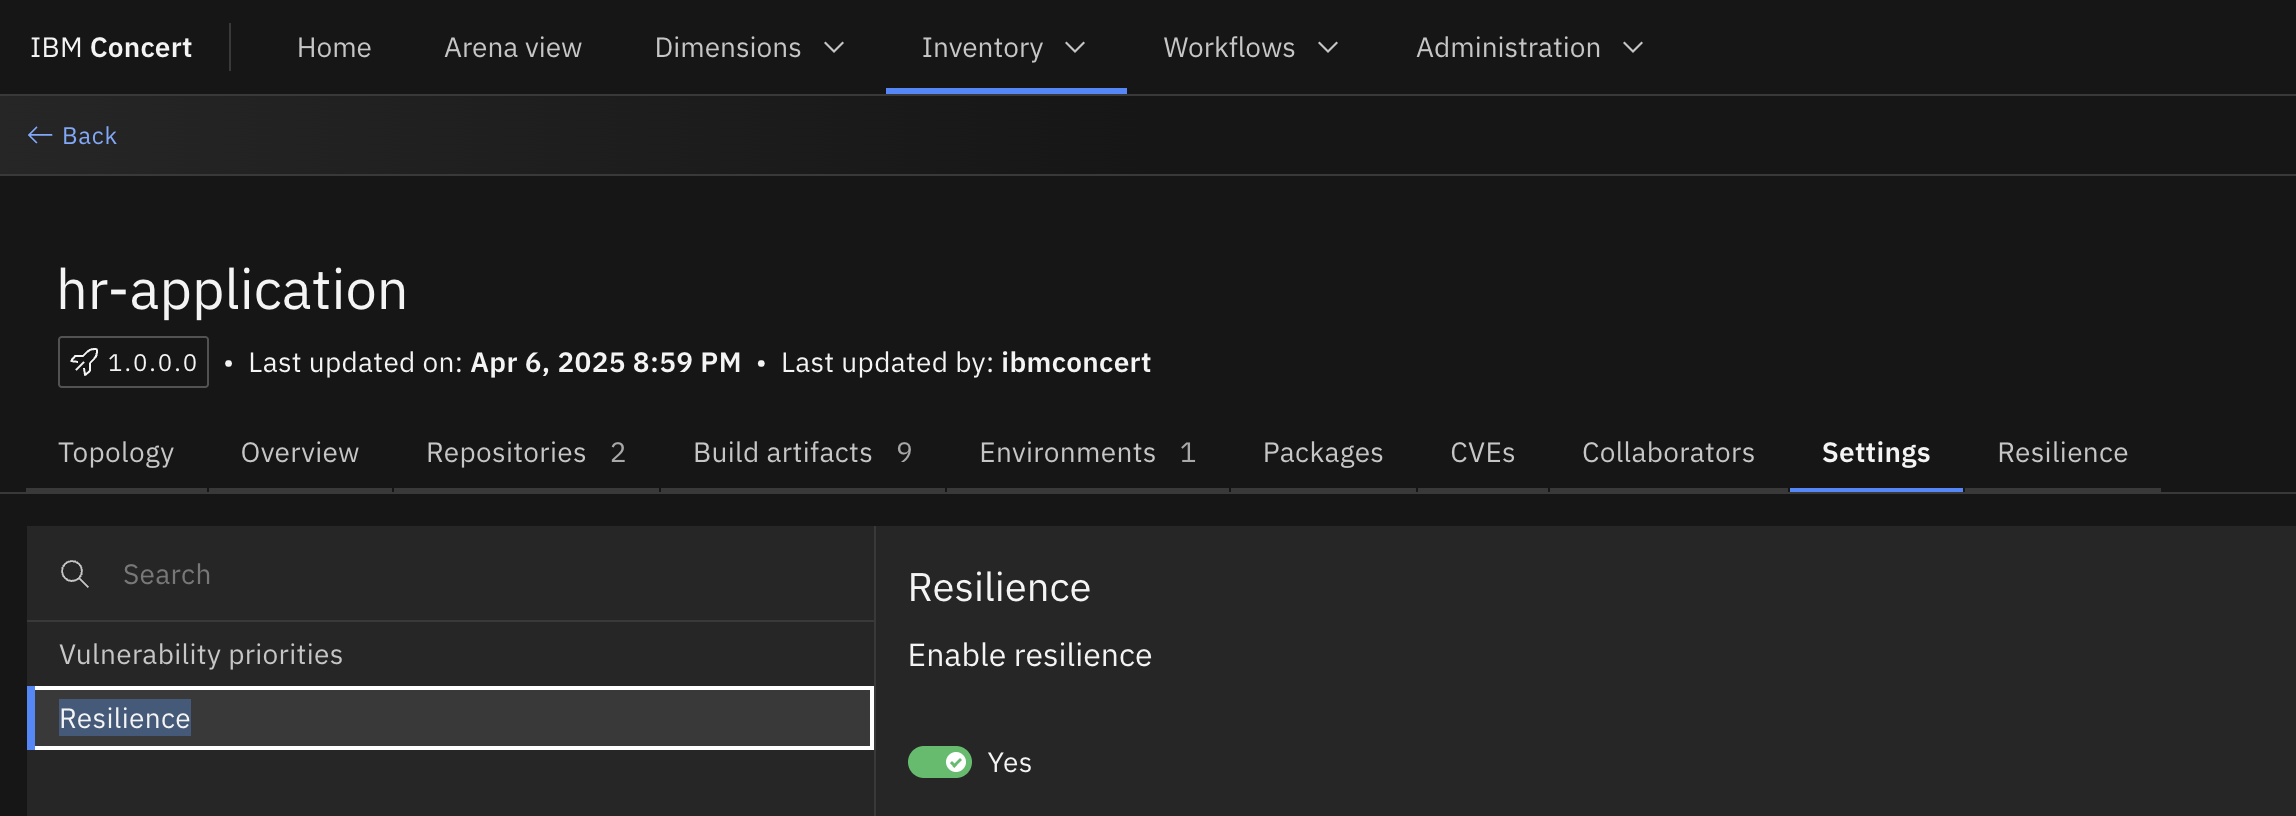 IBM Concert Home Arena view Dimensions Inventory Workflows Administration
← Back
hr-application
1.0.0.0 • Last updated on: Apr 6, 2025 8:59 PM • Last updated by: ibmconcert
Topology Overview Repositories 2 Build artifacts 9 Environments 1 Packages CVEs Collaborators Settings Resilience
Search
Vulnerability priorities
Resilience
Resilience
Enable resilience
Yes